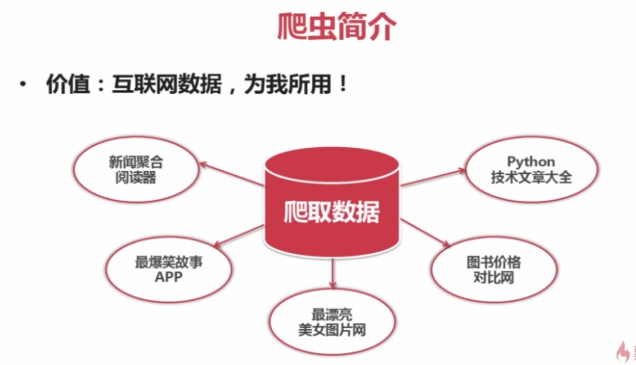 爬虫简介
• 价值：互联网数据，为我所用！
新闻聚合
阅读器
Python
技术文章大全
爬取数据
最爆笑故事
APP
图书价格
对比网
最漂亮
美女图片网